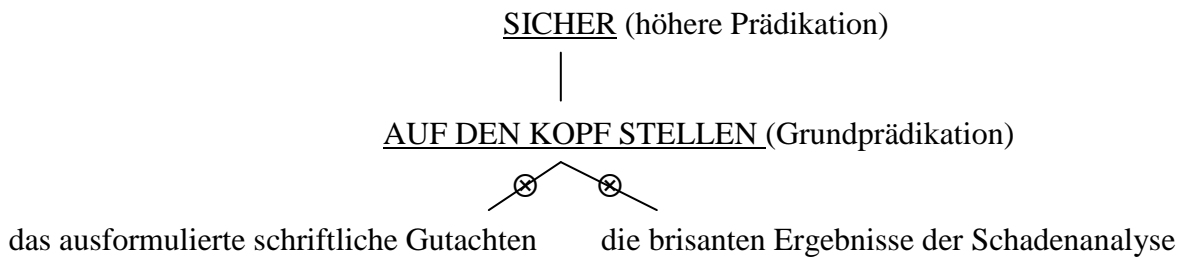 SICHER (höhere Prädikation)
AUF DEN KOPF STELLEN (Grundprädikation)
das ausformulierte schriftliche Gutachten die brisanten Ergebnisse der Schadenanalyse